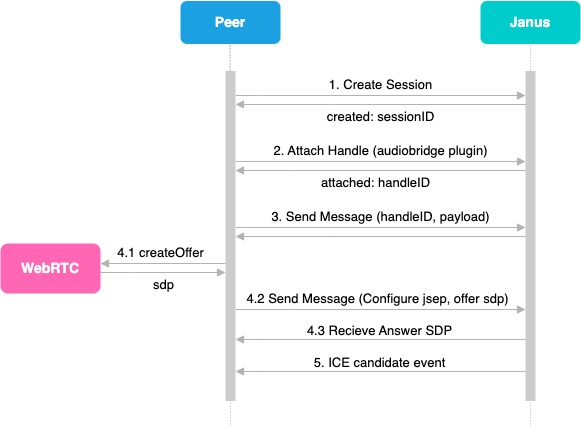 Peer
Janus
1. Create Session
created: sessionID
2. Attach Handle (audiobridge plugin)
attached: handleID
3. Send Message (handleID, payload)
4.1 createOffer
WebRTC
sdp
4.2 Send Message (Configure jsep, offer sdp)
4.3 Recieve Answer SDP
5. ICE candidate event